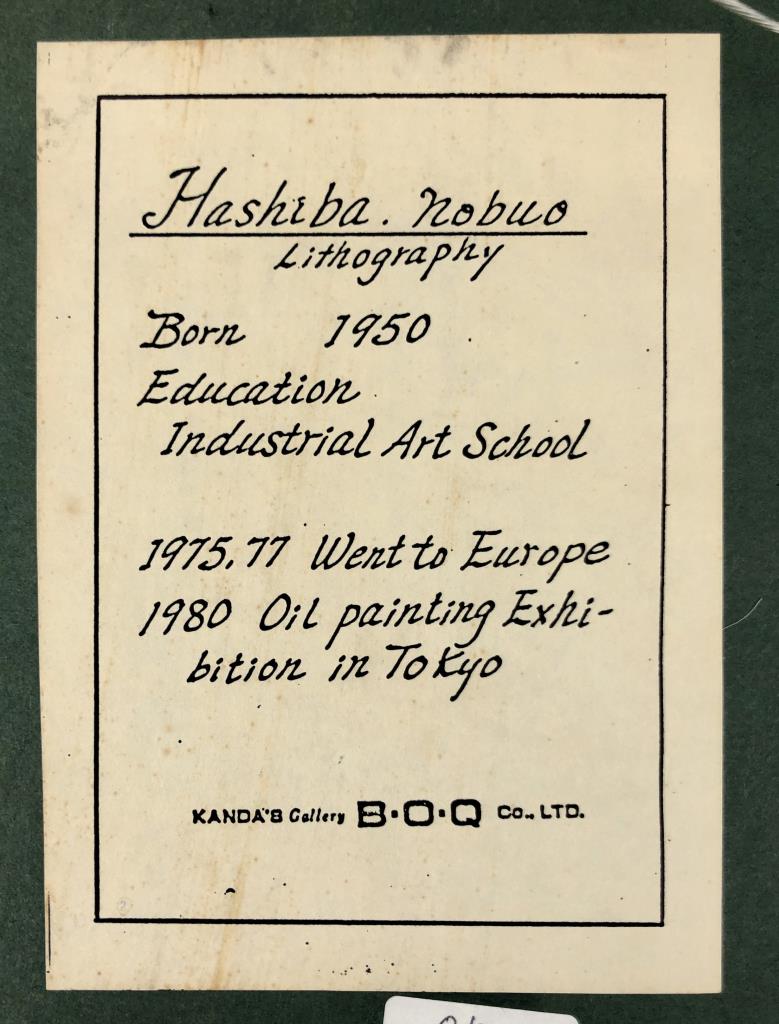 Hashiba. Nobuo
Lithography
Born 1950
Education
Industrial Art School
1975.77 Went to Europe
1980 Oil painting Exhi-
bition in Tokyo
KANDA'S Gallery B·O·Q CO., LTD.